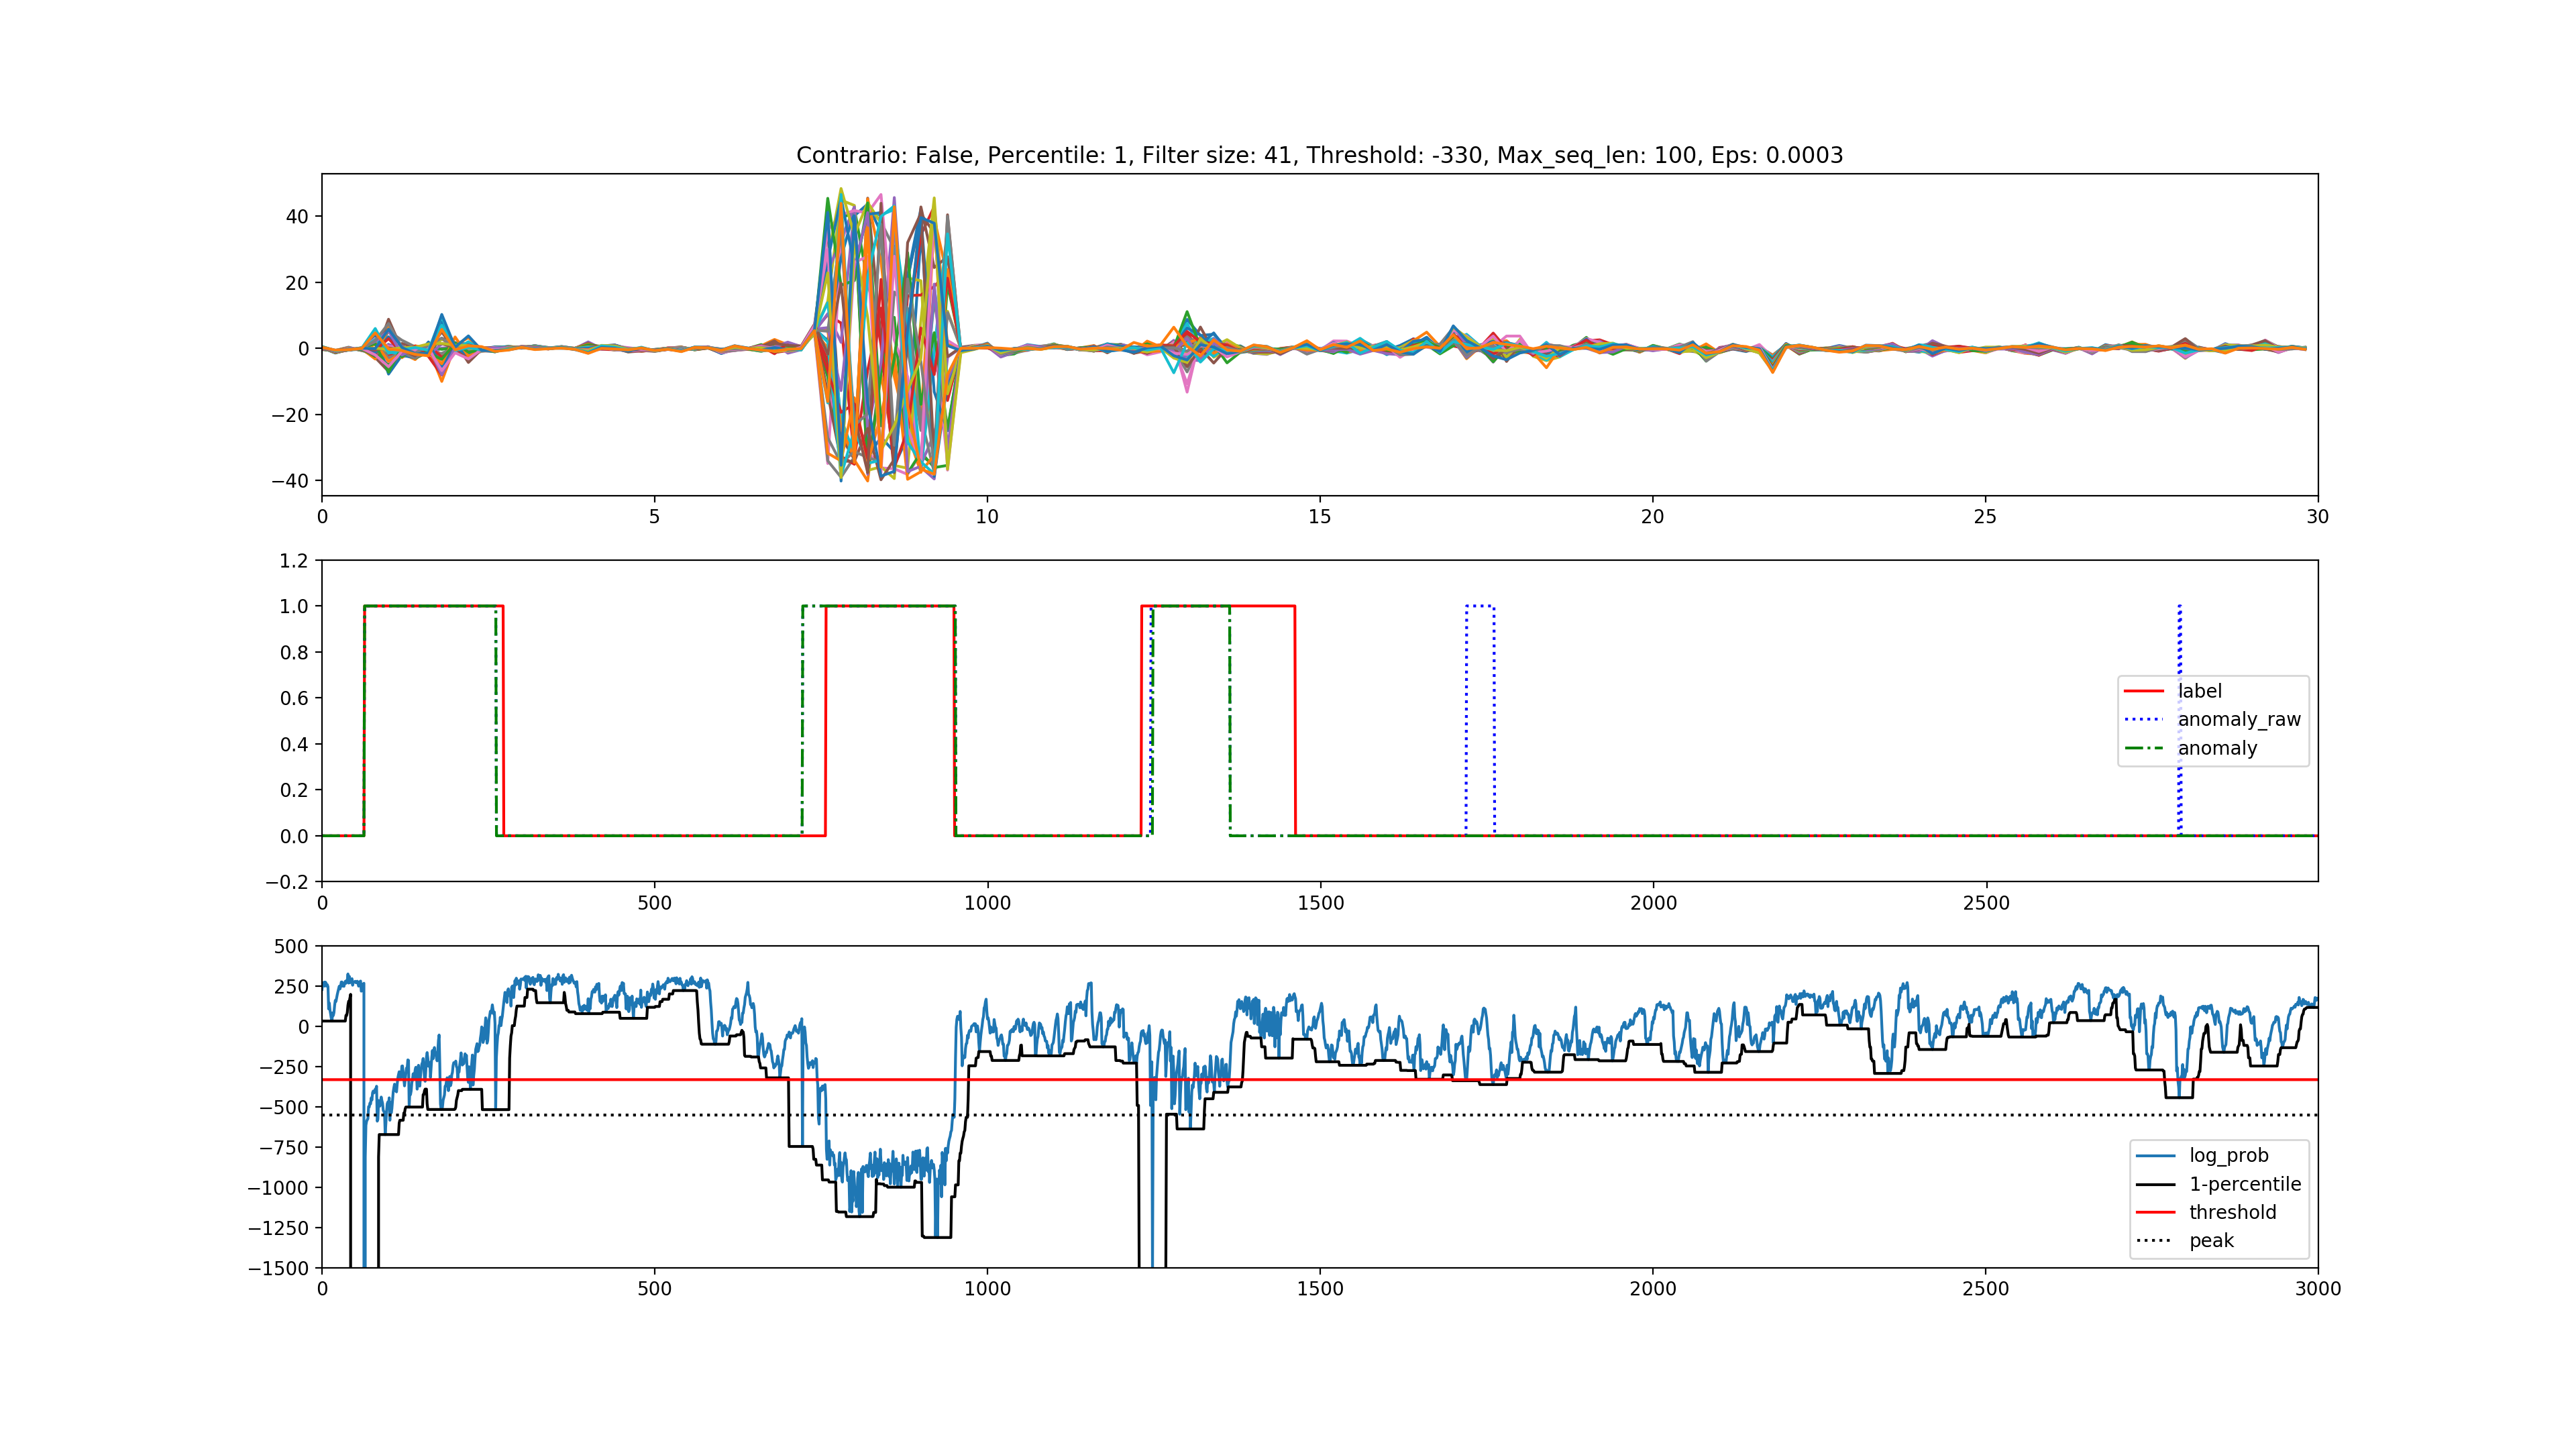 Contrario: False, Percentile: 1, Filter size: 41, Threshold: -330, Max_seq_len: 100, Eps: 0.0003
40
20
0
−20
−40
0 5 10 15 20 25 30
1.2
1.0
0.8
0.6
0.4
0.2
0.0
−0.2
label
anomaly_raw
anomaly
0 500 1000 1500 2000 2500
500
250
0
−250
−500
−750
−1000
−1250
−1500
log_prob
1-percentile
threshold
peak
0 500 1000 1500 2000 2500 3000